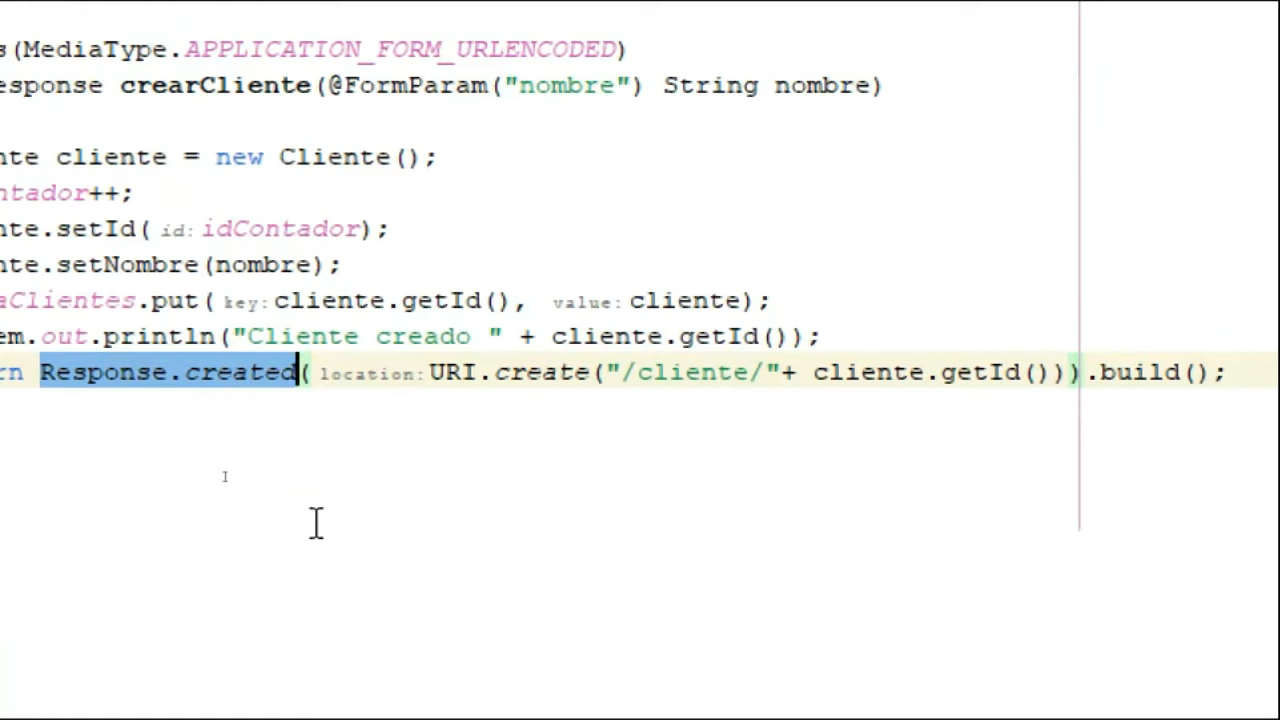 s(MediaType.APPLICATION_FORM_URLENCODED)
esponse crearCliente(@FormParam("nombre") String nombre)
nte cliente = new Cliente();
ntador++;
nte.setId( id: idContador);
nte.setNombre(nombre);
aClientes.put( key: cliente.getId(), value: cliente);
em.out.println("Cliente creado " + cliente.getId());
rn Response.created( location: URI.create("/cliente/"+ cliente.getId())).build();